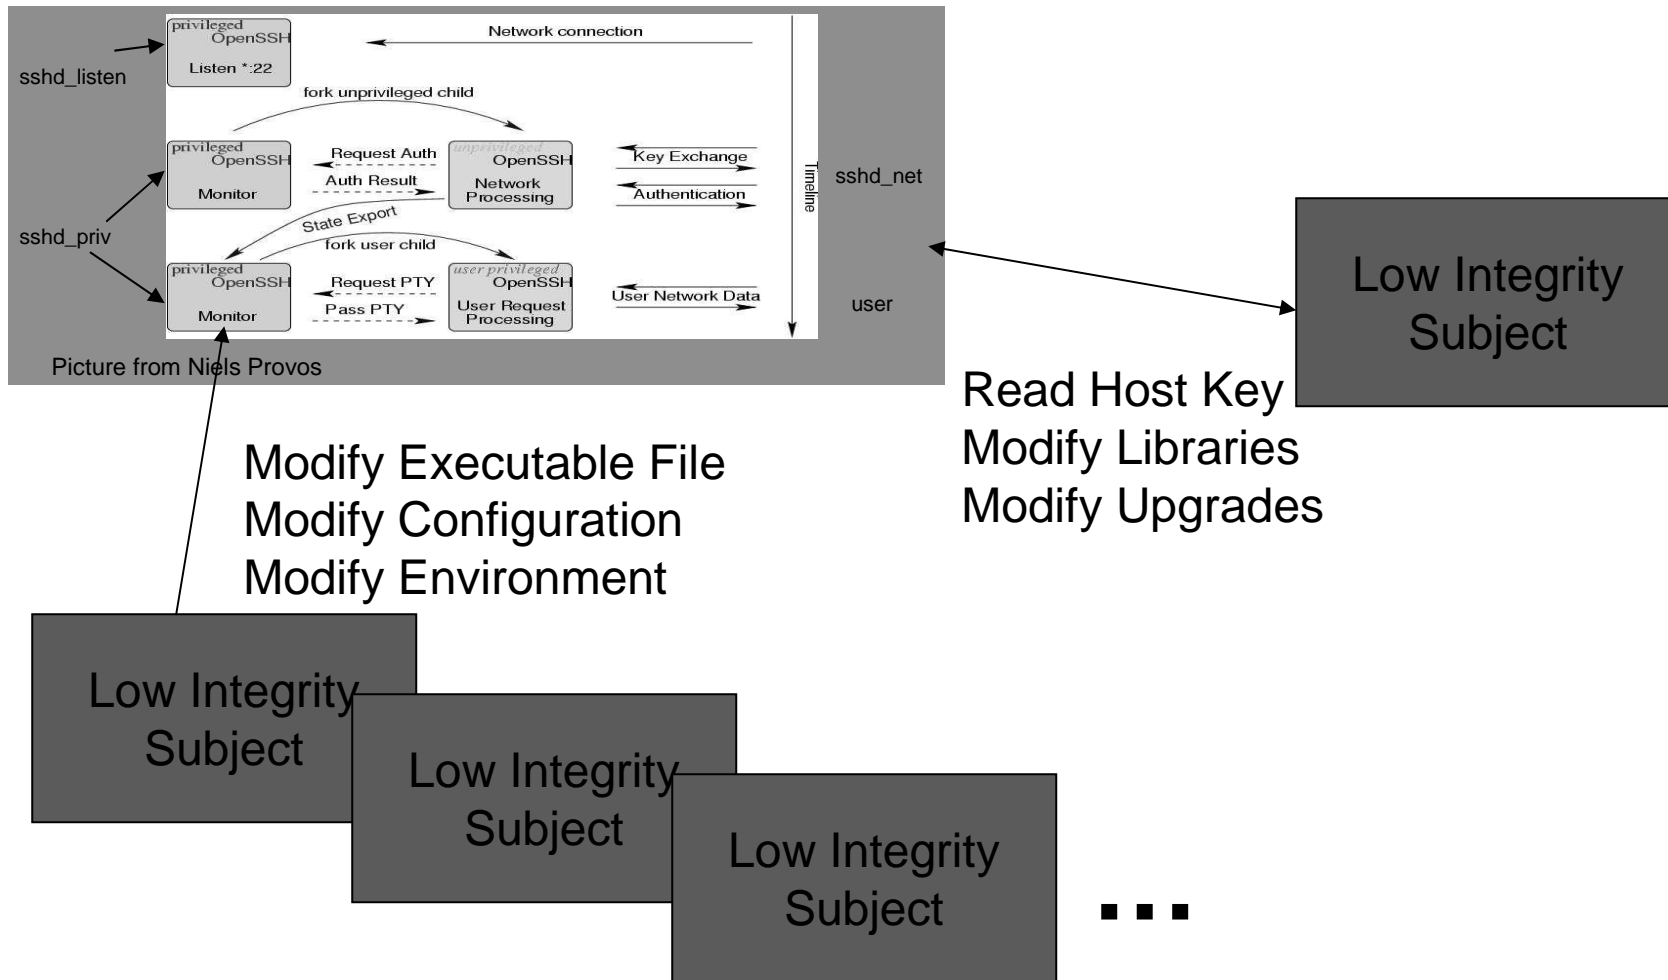 privileged
OpenSSH
Listen *:22
Network connection
sshd_listen
fork unprivileged child
privileged
OpenSSH
Monitor
Request Auth
Auth Result
unprivileged
OpenSSH
Network
Processing
Key Exchange
Authentication
Timeline
sshd_net
State Export
fork user child
sshd_priv
privileged
OpenSSH
Monitor
Request PTY
Pass PTY
user privileged
OpenSSH
User Request
Processing
User Network Data
user
Picture from Niels Provos
Low Integrity
Subject
Read Host Key
Modify Libraries
Modify Upgrades
Modify Executable File
Modify Configuration
Modify Environment
Low Integrity
Subject
Low Integrity
Subject
Low Integrity
Subject
...